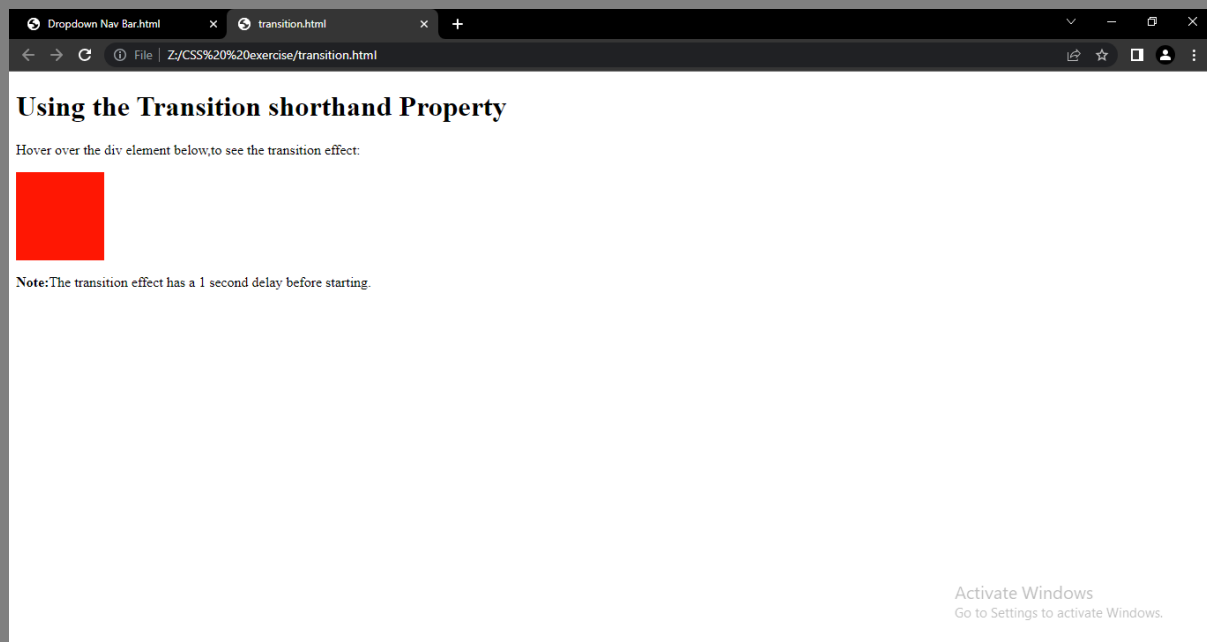 Dropdown Nav Bar.html
transition.html
File
Z:/CSS%20%20exercise/transition.html
Using the Transition shorthand Property
Hover over the div element below,to see the transition effect:
Note:The transition effect has a 1 second delay before starting.
Activate Windows
Go to Settings to activate Windows.